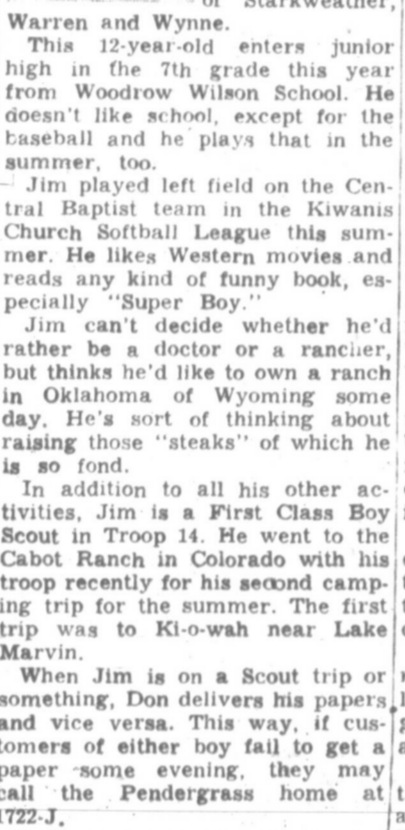 of Starkweather,
Warren and Wynne.
This 12-year-old enters junior
high in the 7th grade this year
from Woodrow Wilson School. He
doesn't like school, except for the
baseball and he plays that in the
summer, too.
Jim played left field on the Cen-
tral Baptist team in the Kiwanis
Church Softball League this sum-
mer. He likes Western movies and
reads any kind of funny book, es-
pecially "Super Boy."
Jim can't decide whether he'd
rather be a doctor or a rancher,
but thinks he'd like to own a ranch
in Oklahoma of Wyoming some
day. He's sort of thinking about
raising those "steaks" of which he
is so fond.
In addition to all his other ac-
tivities, Jim is a First Class Boy
Scout in Troop 14. He went to the
Cabot Ranch in Colorado with his
troop recently for his second camp-
ing trip for the summer. The first
trip was to Ki-o-wah near Lake
Marvin.
When Jim is on a Scout trip or
something, Don delivers his papers
and vice versa. This way, if cus-
tomers of either boy fail to get a
paper some evening, they may
call the Pendergrass home at
1722-J.